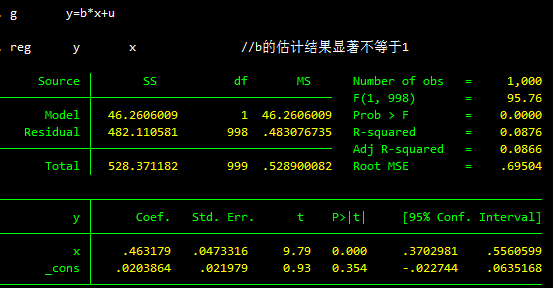 . g y=b*x+u
. reg y x //b的估计结果显著不等于1
Source SS df MS Number of obs = 1,000
F(1, 998) = 95.76
Model 46.2606009 1 46.2606009 Prob > F = 0.0000
Residual 482.110581 998 .483076735 R-squared = 0.0876
Adj R-squared = 0.0866
Total 528.371182 999 .528900082 Root MSE = .69504
y Coef. Std. Err. t P>|t| [95% Conf. Interval]
x .463179 .0473316 9.79 0.000 .3702981 .5560599
_cons .0203864 .021979 0.93 0.354 -.022744 .0635168